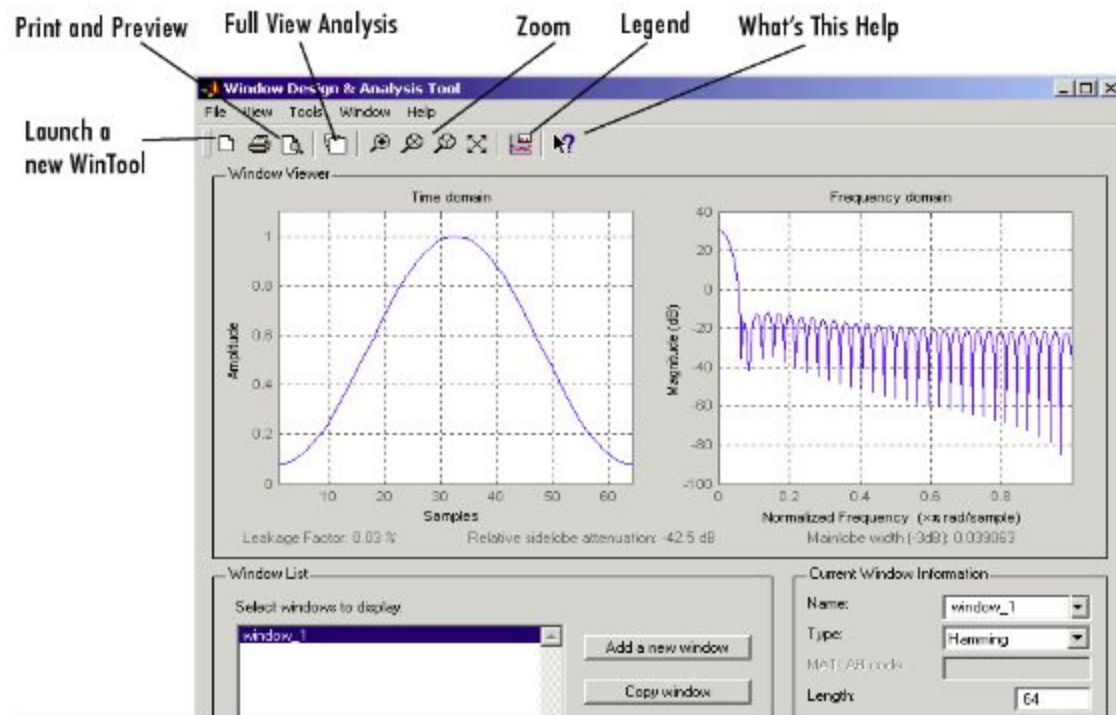 Print and Preview
Full View Analysis
Zoom
Legend
What's This Help
Launch a
new WinTool
Window Design & Analysis Tool
File View Tools Window Help
Window Viewer
Time domain
Amplitude
1
0.8
0.6
0.4
0.2
0
10 20 30 40 50 60
Samples
Frequency domain
Magnitude (dB)
40
20
0
-20
-40
-60
-80
-100
0 0.2 0.4 0.6 0.8
Normalized Frequency (×π rad/sample)
Leakage Factor: 0.03 %
Relative sidelobe attenuation: -42.5 dB
Mainlobe width (-3dB): 0.039063
Window List
Select windows to display:
window_1
Add a new window
Copy window
Current Window Information
Name: window_1
Type: Hamming
MATLAB code:
Length: 64